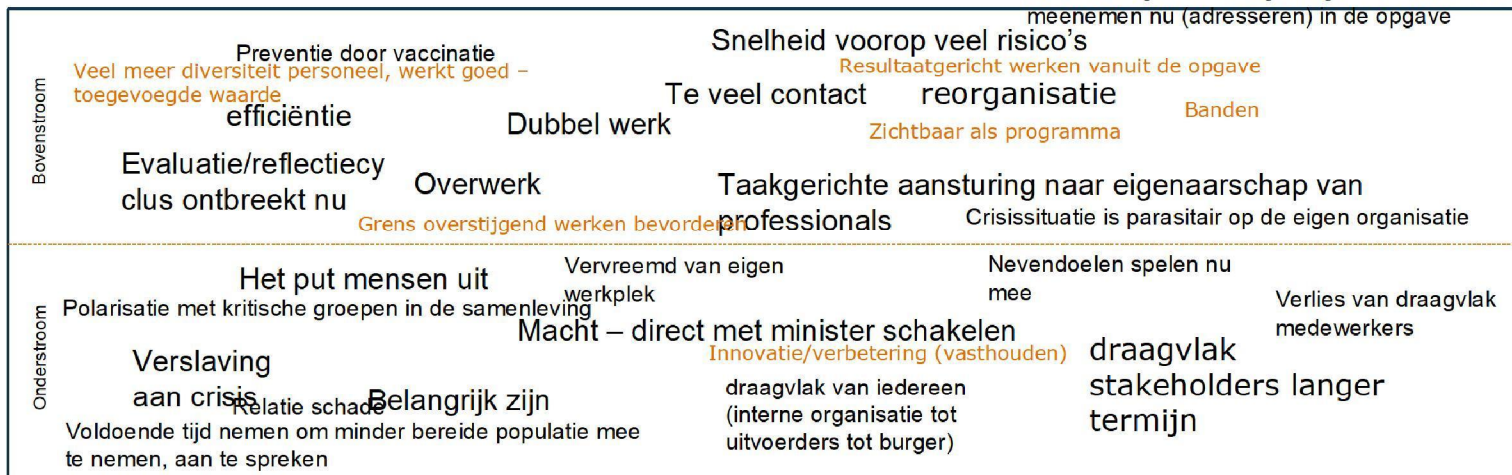 meenemen nu (adresseren) in de opgave
Preventie door vaccinatie
Snelheid voorop veel risico's
Veel meer diversiteit personeel, werkt goed –
toegevoegde waarde
Resultaatgericht werken vanuit de opgave
Te veel contact
reorganisatie
Banden
efficiëntie
Dubbel werk
Zichtbaar als programma
Bovenstroom
Evaluatie/reflectiecy
clus ontbreekt nu
Overwerk
Taakgerichte aansturing naar eigenaarschap van
professionals
Grens overstijgend werken bevorderen
Crisissituatie is parasitair op de eigen organisatie
Het put mensen uit
Vervreemd van eigen
werkplek
Nevendoelen spelen nu
mee
Polarisatie met kritische groepen in de samenleving
Verlies van draagvlak
medewerkers
Macht – direct met minister schakelen
Onderstroom
Innovatie/verbetering (vasthouden)
Verslaving
aan crisis
draagvlak
stakeholders langer
termijn
Relatie schade
Belangrijk zijn
draagvlak van iedereen
(interne organisatie tot
uitvoerders tot burger)
Voldoende tijd nemen om minder bereide populatie mee
te nemen, aan te spreken